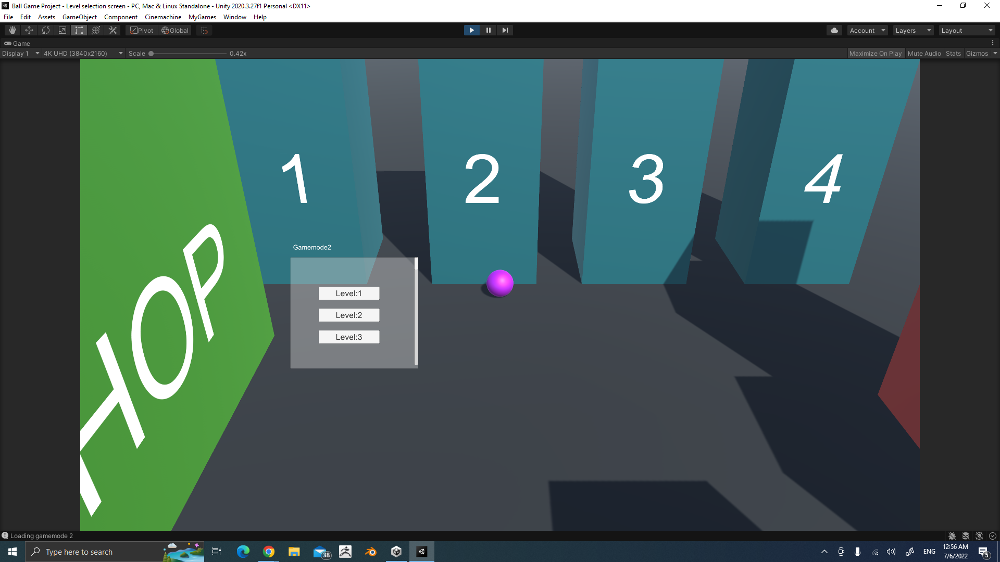 Ball Game Project - Level selection screen - PC, Mac & Linux Standalone - Unity 2020.3.27f1 Personal <DX11>
File Edit Assets GameObject Component Cinemachine MyGames Window Help
Pivot Global Account Layers Layout
Game
Display 1 4K UHD (3840x2160) Scale 0.42x Maximize On Play Mute Audio Stats Gizmos
1 2 3 4
HOP
Gamemode2
Level:1
Level:2
Level:3
Loading gamemode 2
Type here to search 38 ENG 12:56 AM
7/6/2022 5